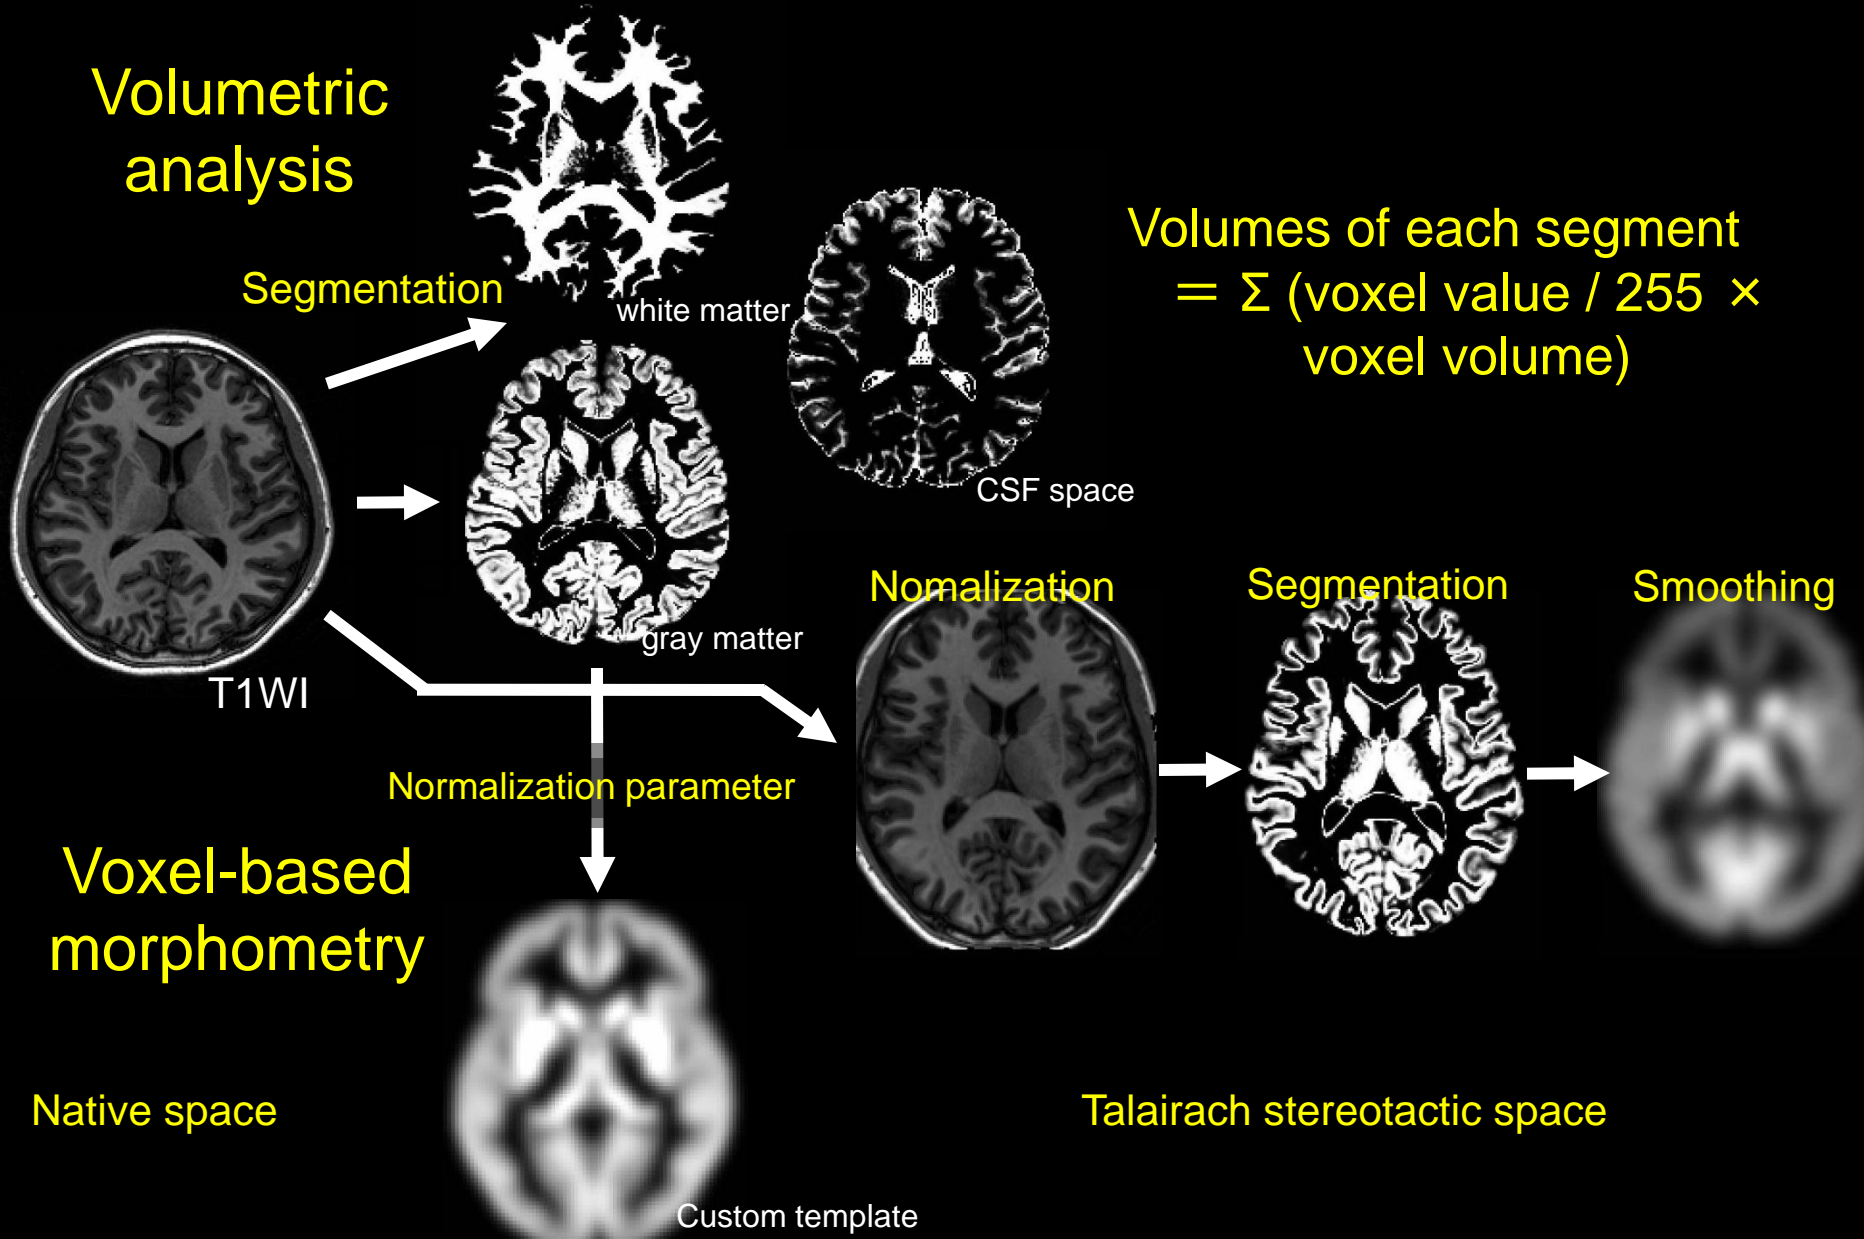 Volumetric
analysis
Segmentation
white matter
Volumes of each segment
＝ Σ (voxel value / 255 ×
voxel volume)
CSF space
gray matter
T1WI
Nomalization
Segmentation
Smoothing
Normalization parameter
Voxel-based
morphometry
Native space
Talairach stereotactic space
Custom template